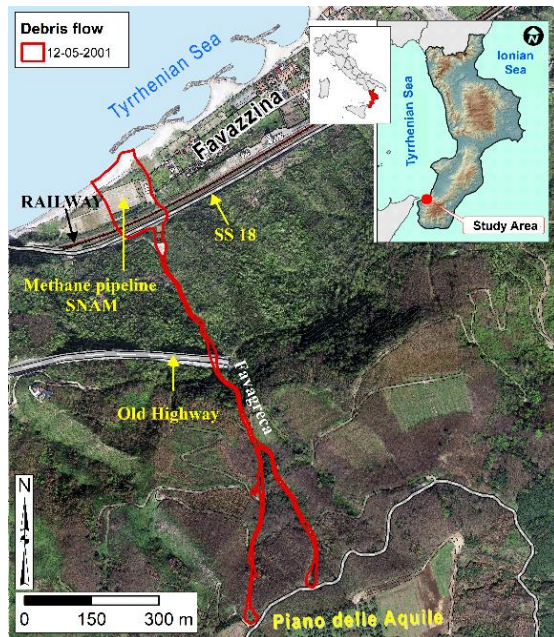 Debris flow
12-05-2001
Tyrrhenian Sea
Favazzina
RAILWAY
SS 18
Methane pipeline
SNAM
Old Highway
Favagreca
Piano delle Aquile
N
0 150 300 m
Tyrrhenian Sea
Ionian
Sea
N
Study Area